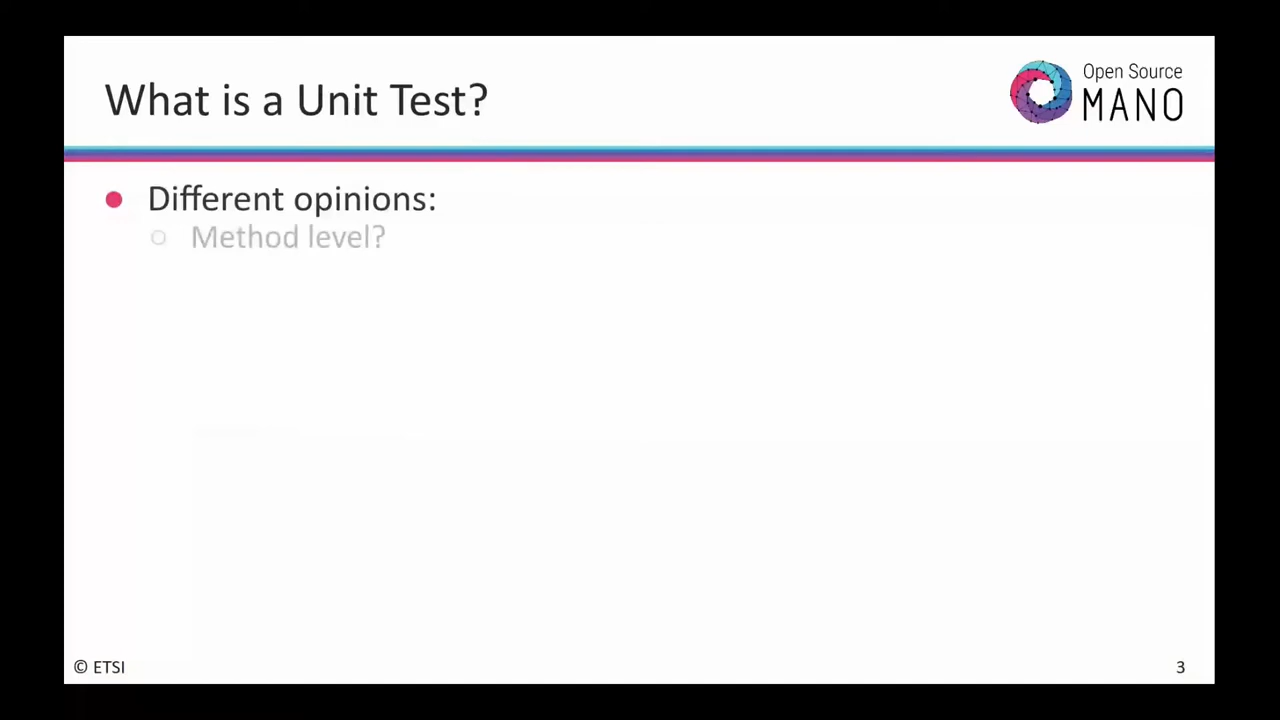 What is a Unit Test?
Open Source
MANO
Different opinions:
Method level?
© ETSI
3